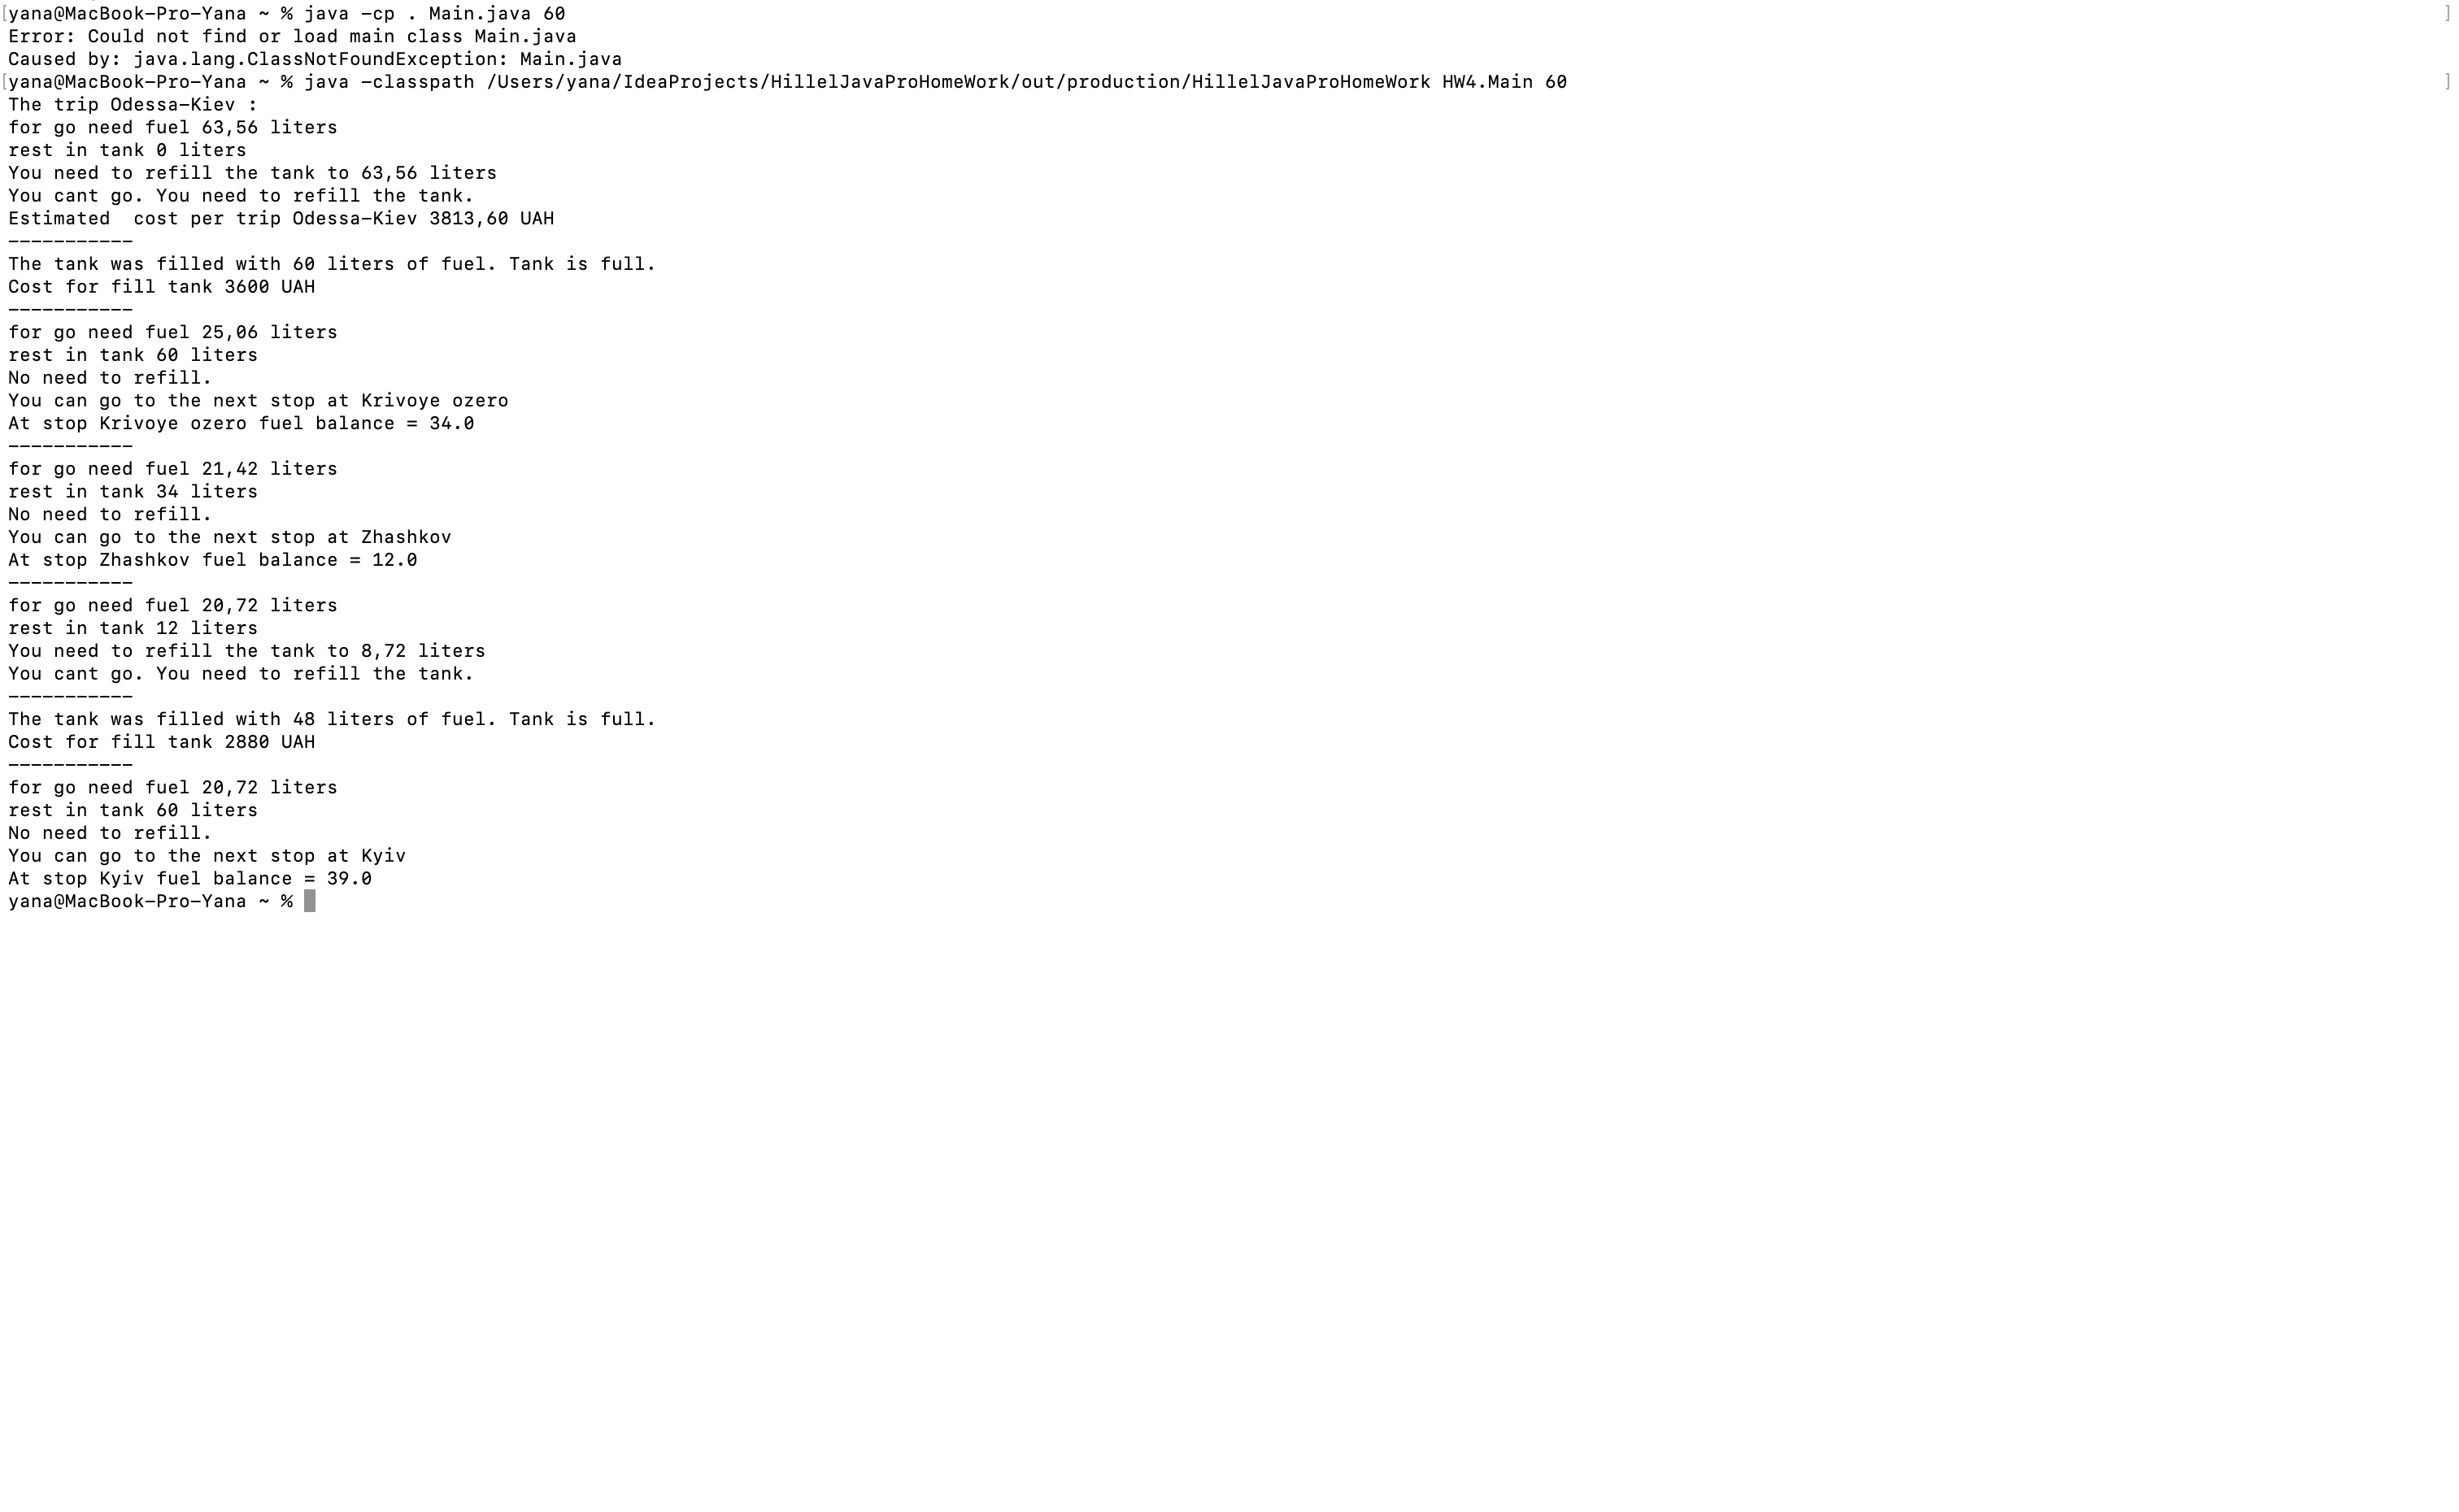 [yana@MacBook-Pro-Yana ~ % java -cp . Main.java 60 ]
Error: Could not find or load main class Main.java
Caused by: java.lang.ClassNotFoundException: Main.java
[yana@MacBook-Pro-Yana ~ % java -classpath /Users/yana/IdeaProjects/HillelJavaProHomeWork/out/production/HillelJavaProHomeWork HW4.Main 60 ]
The trip Odessa-Kiev :
for go need fuel 63,56 liters
rest in tank 0 liters
You need to refill the tank to 63,56 liters
You cant go. You need to refill the tank.
Estimated  cost per trip Odessa-Kiev 3813,60 UAH
-----------
The tank was filled with 60 liters of fuel. Tank is full.
Cost for fill tank 3600 UAH
-----------
for go need fuel 25,06 liters
rest in tank 60 liters
No need to refill.
You can go to the next stop at Krivoye ozero
At stop Krivoye ozero fuel balance = 34.0
-----------
for go need fuel 21,42 liters
rest in tank 34 liters
No need to refill.
You can go to the next stop at Zhashkov
At stop Zhashkov fuel balance = 12.0
-----------
for go need fuel 20,72 liters
rest in tank 12 liters
You need to refill the tank to 8,72 liters
You cant go. You need to refill the tank.
-----------
The tank was filled with 48 liters of fuel. Tank is full.
Cost for fill tank 2880 UAH
-----------
for go need fuel 20,72 liters
rest in tank 60 liters
No need to refill.
You can go to the next stop at Kyiv
At stop Kyiv fuel balance = 39.0
yana@MacBook-Pro-Yana ~ %